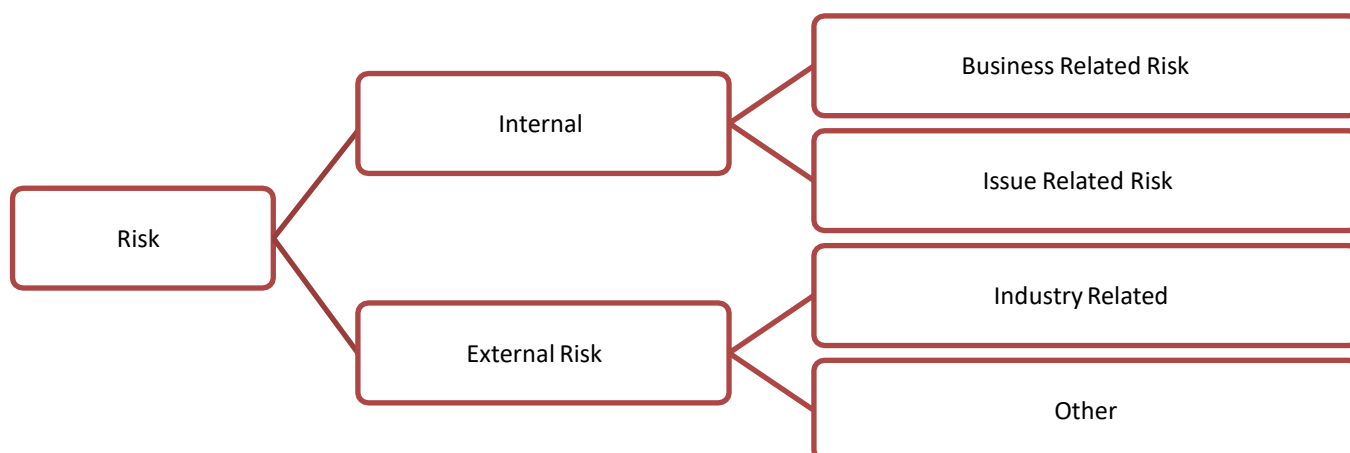 Risk
Internal
Business Related Risk
Issue Related Risk
External Risk
Industry Related
Other